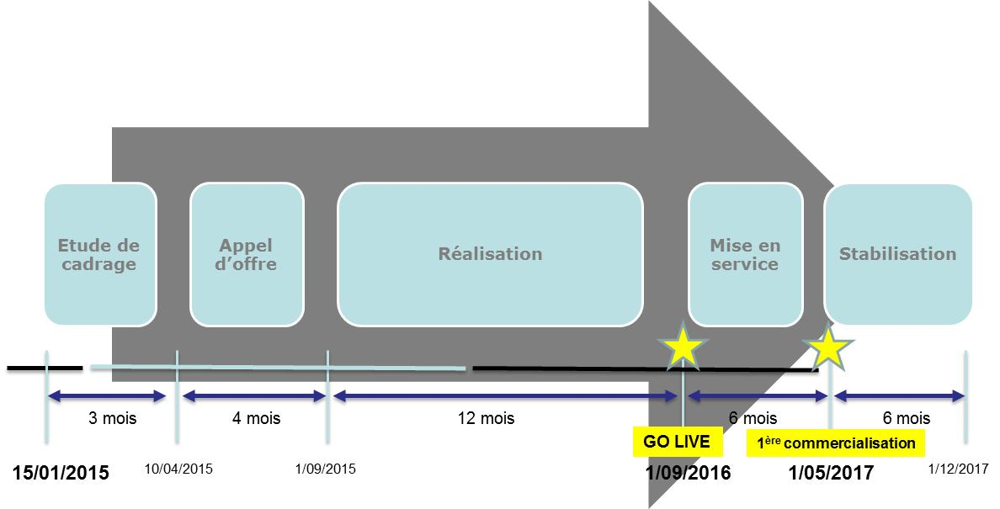 Etude de
cadrage
Appel
d’offre
Réalisation
Mise en
service
Stabilisation
3 mois
4 mois
12 mois
6 mois
6 mois
GO LIVE
1ère commercialisation
15/01/2015
10/04/2015
1/09/2015
1/09/2016
1/05/2017
1/12/2017